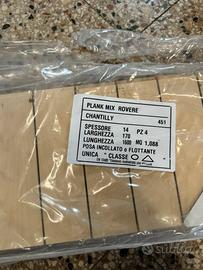 PLANK MIX ROVERE
CHANTILLY
451
SPESSORE 14 PZ 4
LARGHEZZA 170
LUNGHEZZA 1600 MQ 1,088
POSA INCOLLATO o FLOTTANTE
UNICA CLASSE
Subito